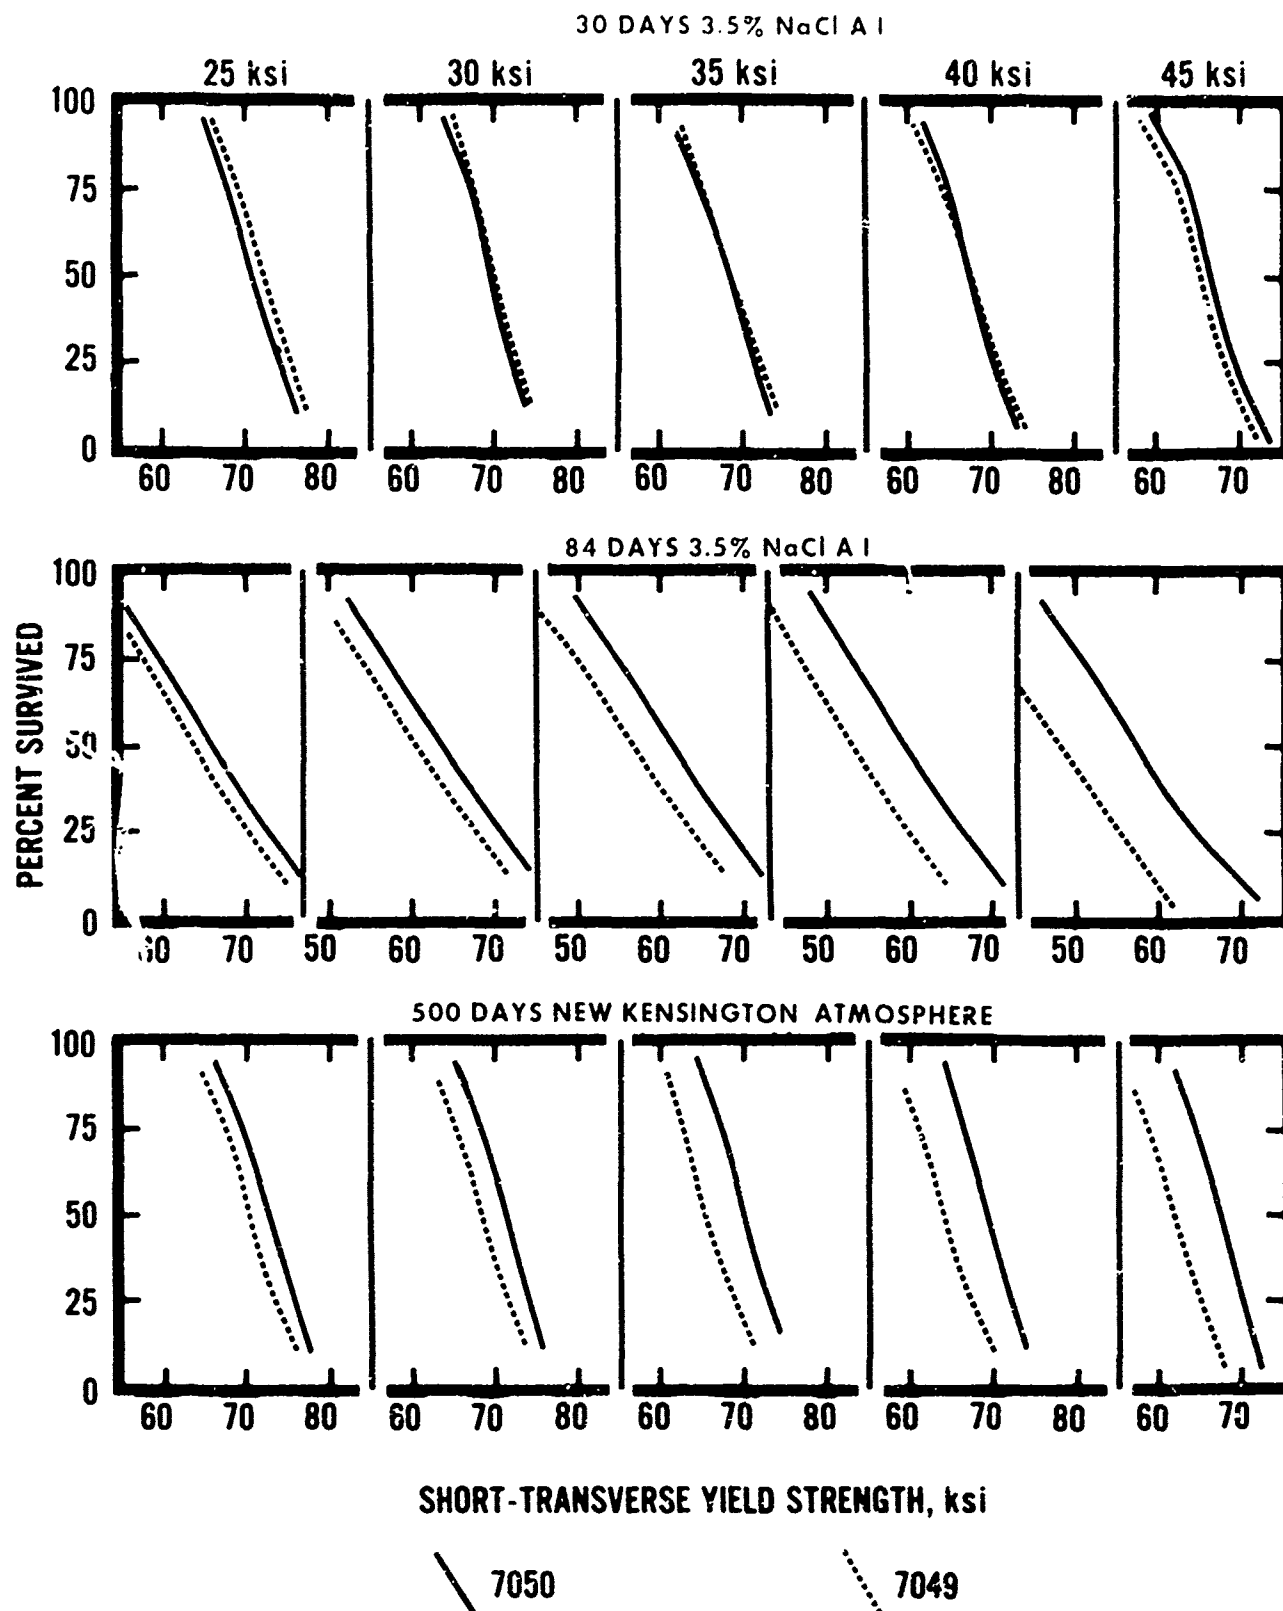 30 DAYS 3.5% NaCl A I
25 ksi 30 ksi 35 ksi 40 ksi 45 ksi
100
75
50
25
0
60 70 80 60 70 80 60 70 80 60 70 80 60 70
84 DAYS 3.5% NaCl A I
100
75
50
25
0
70 50 60 70 50 60 70 50 60 70 50 60 70
PERCENT SURVIVED
500 DAYS NEW KENSINGTON ATMOSPHERE
100
75
50
25
0
60 70 80 60 70 80 60 70 80 60 70 80 60 70
SHORT-TRANSVERSE YIELD STRENGTH, ksi
7050 7049